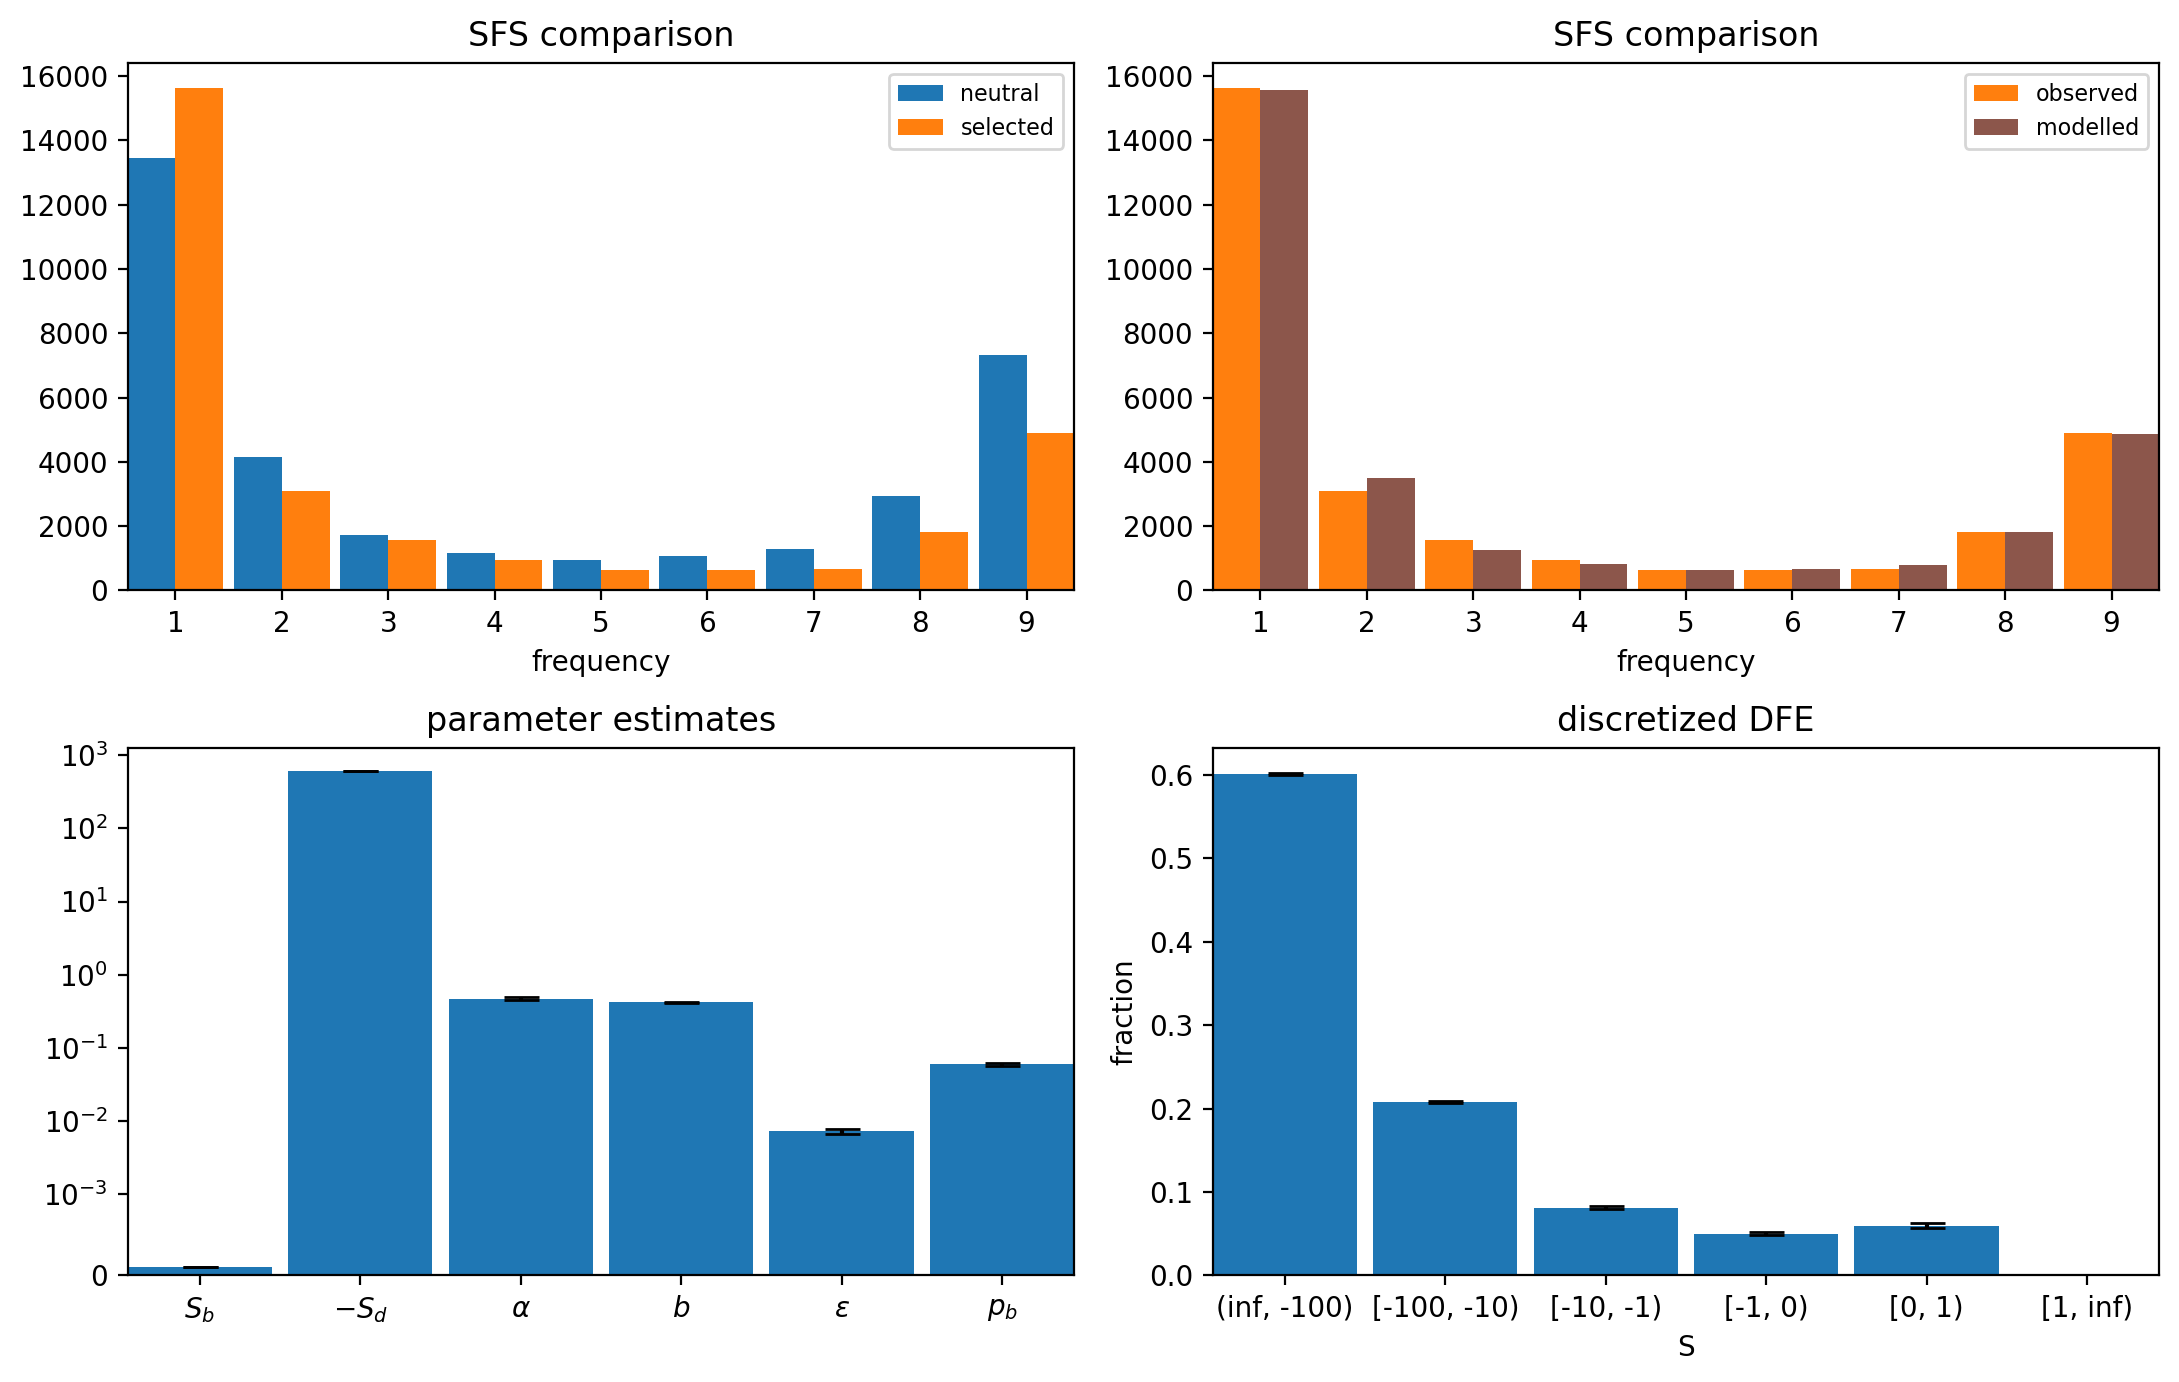 SFS comparison
16000
14000
12000
10000
8000
6000
4000
2000
0
neutral
selected
1 2 3 4 5 6 7 8 9
frequency
SFS comparison
16000
14000
12000
10000
8000
6000
4000
2000
0
observed
modelled
1 2 3 4 5 6 7 8 9
frequency
parameter estimates
10³
10²
10¹
10⁰
10⁻¹
10⁻²
10⁻³
0
S_b −S_d α b ε p_b
discretized DFE
fraction
0.6
0.5
0.4
0.3
0.2
0.1
0.0
(inf, -100) [-100, -10) [-10, -1) [-1, 0) [0, 1) [1, inf)
S